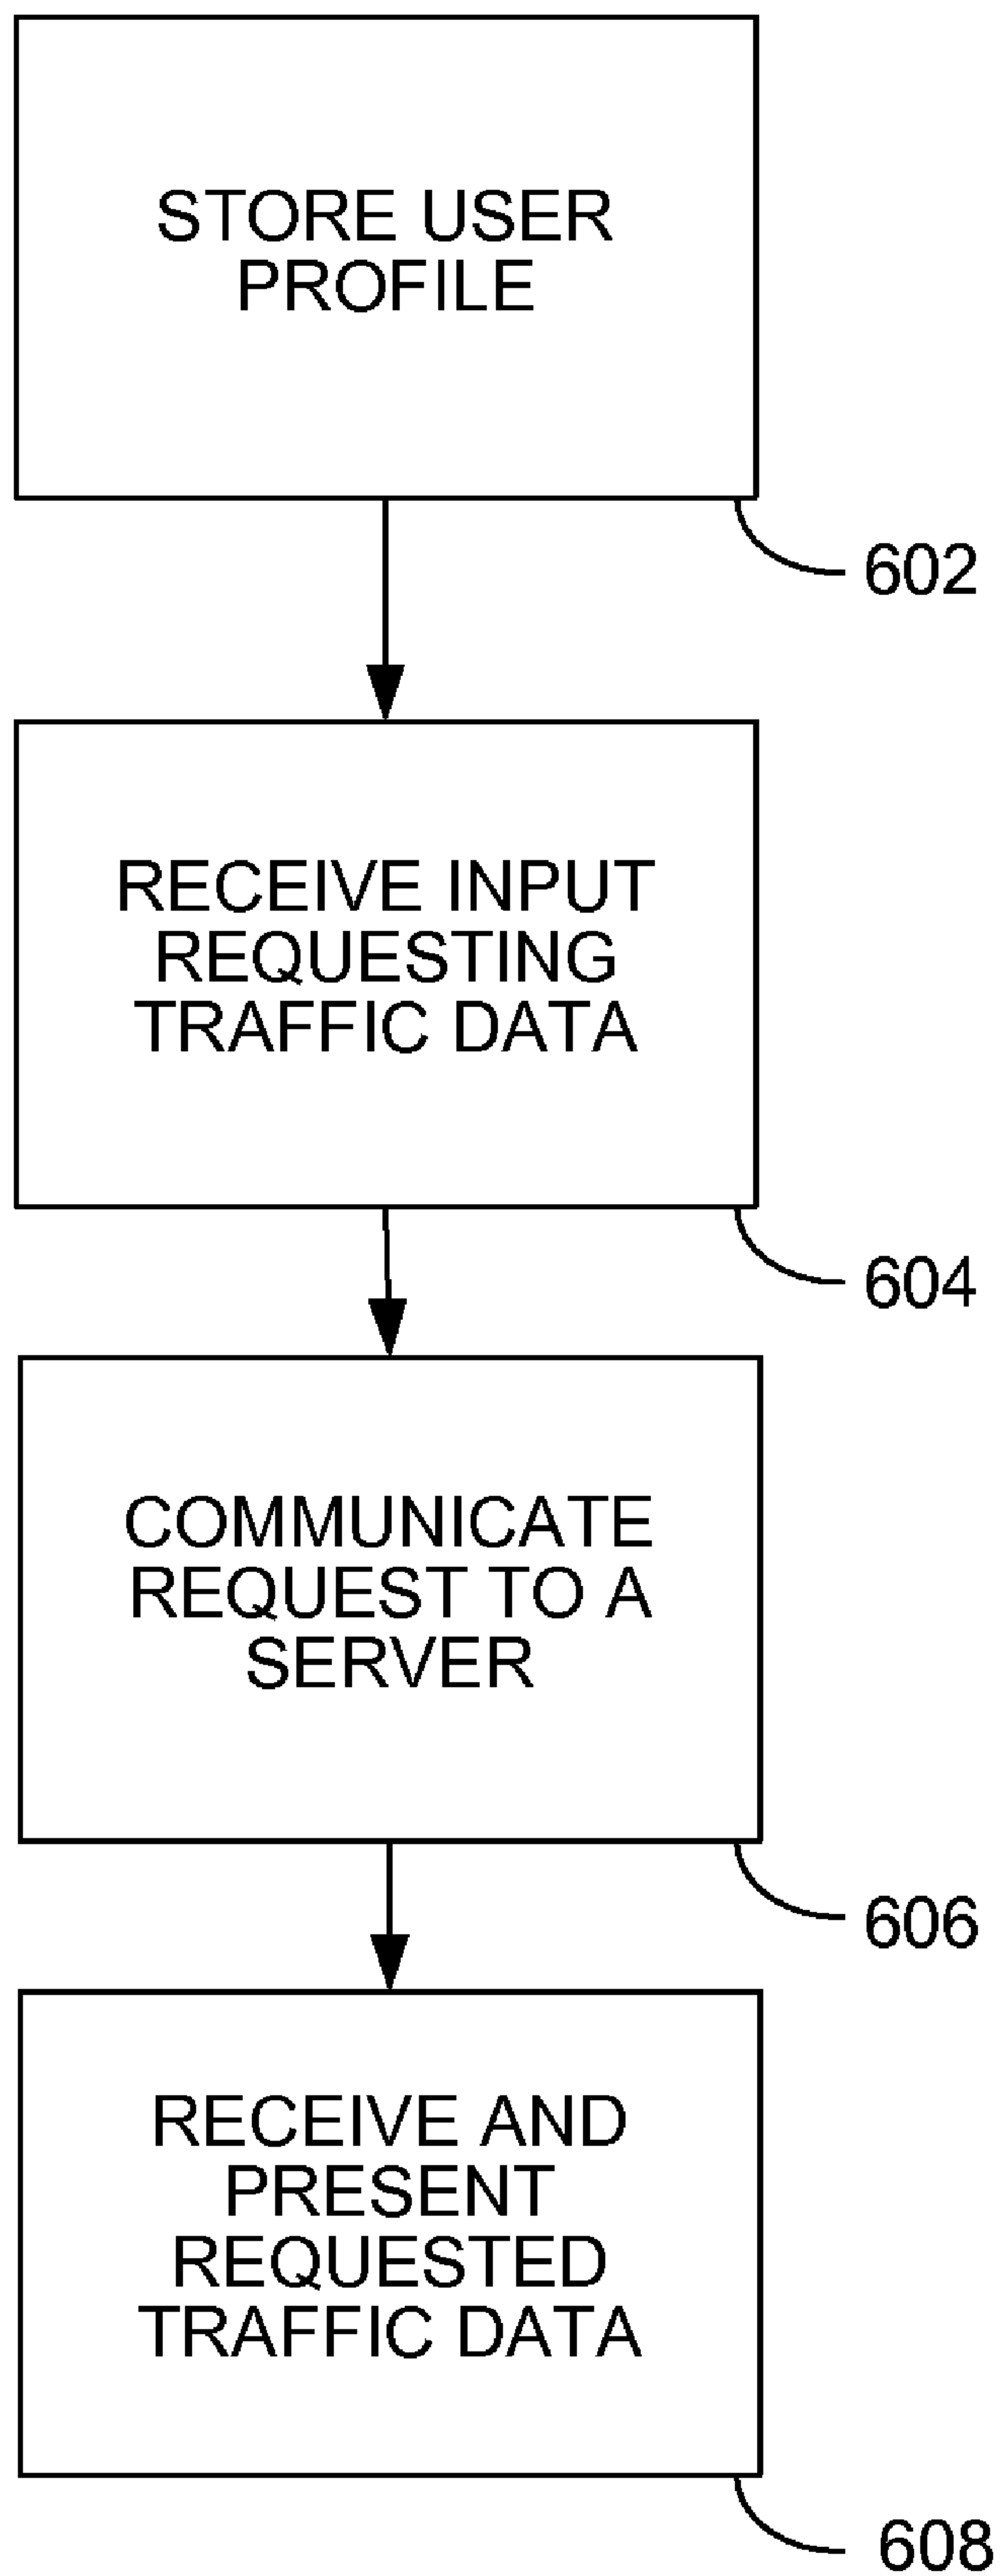 STORE USER
PROFILE
602
RECEIVE INPUT
REQUESTING
TRAFFIC DATA
604
COMMUNICATE
REQUEST TO A
SERVER
606
RECEIVE AND
PRESENT
REQUESTED
TRAFFIC DATA
608